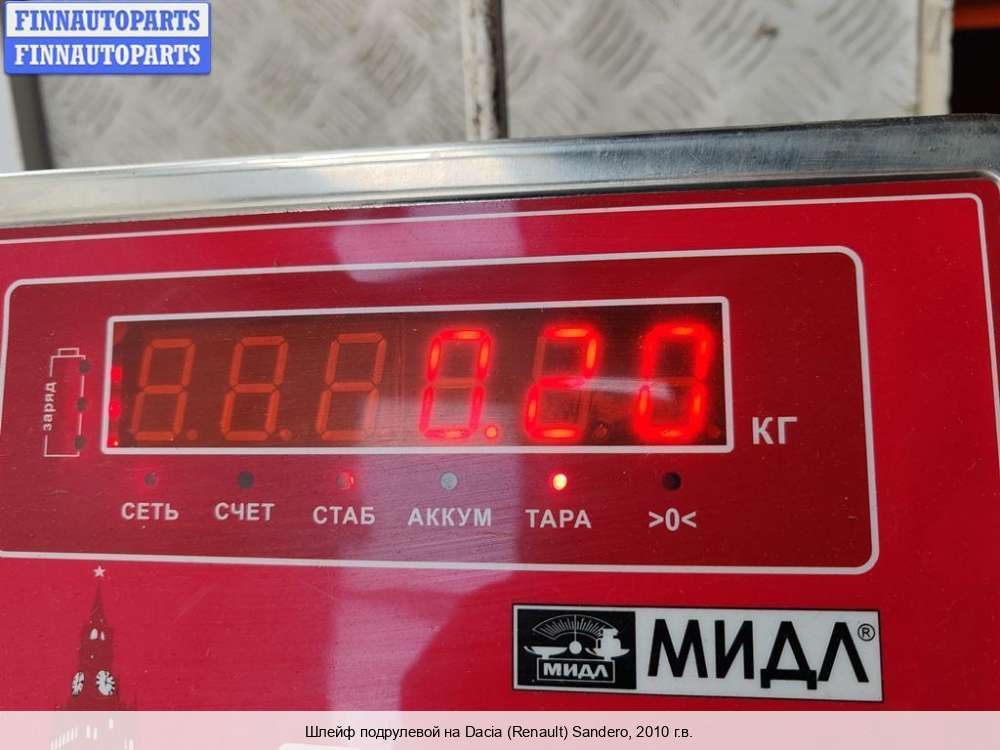 FINNAUTOPARTS
FINNAUTOPARTS
заряд
0.20
КГ
СЕТЬ СЧЕТ СТАБ АККУМ ТАРА >0<
МИДЛ МИДЛ®
Шлейф подрулевой на Dacia (Renault) Sandero, 2010 г.в.